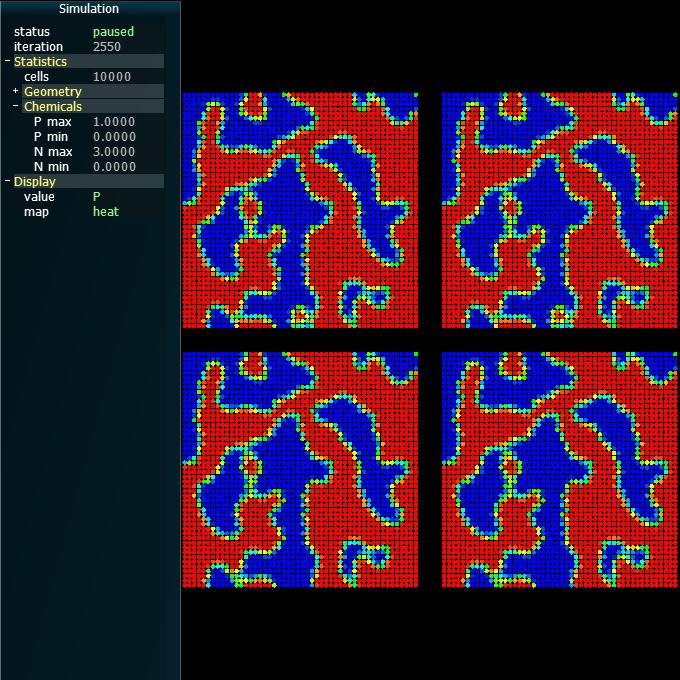 Simulation
status paused
iteration 2550
- Statistics
cells 10000
+ Geometry
- Chemicals
P max 1.0000
P min 0.0000
N max 3.0000
N min 0.0000
- Display
value P
map heat